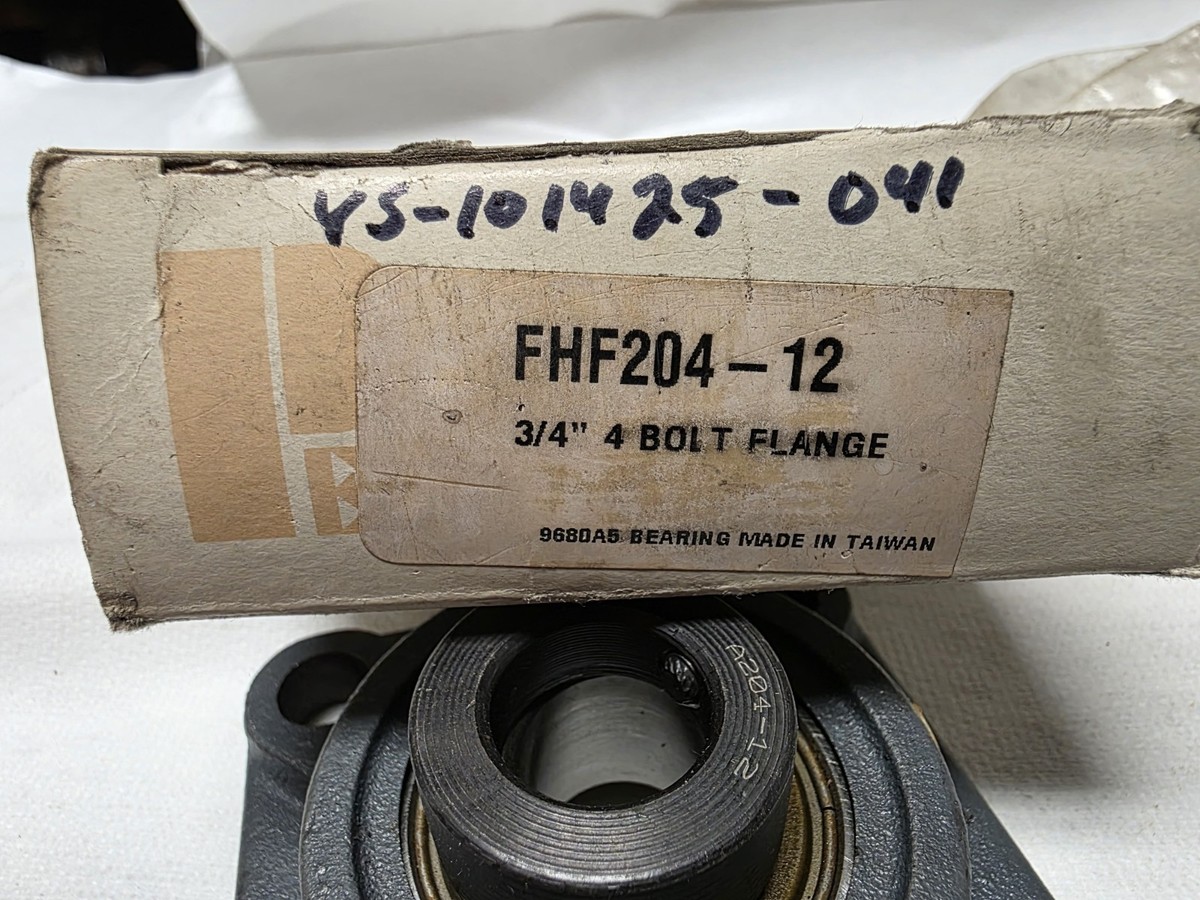 VS-101425-041
FHF204-12
3/4" 4 BOLT FLANGE
9680A5 BEARING MADE IN TAIWAN
A204-12